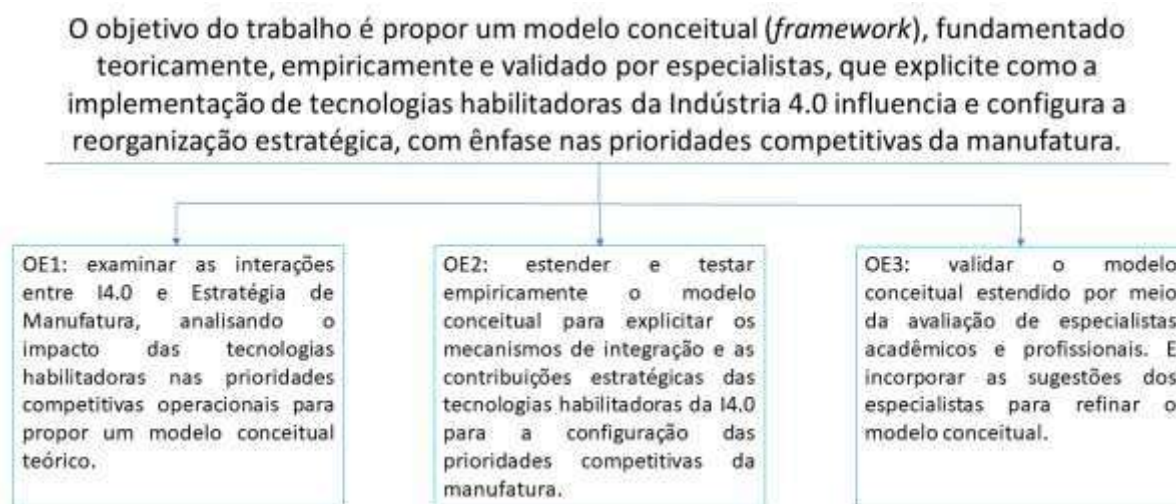 O objetivo do trabalho é propor um modelo conceitual (framework), fundamentado
teoricamente, empiricamente e validado por especialistas, que explicite como a
implementação de tecnologias habilitadoras da Indústria 4.0 influencia e configura a
reorganização estratégica, com ênfase nas prioridades competitivas da manufatura.
OE1: examinar as interações
entre I4.0 e Estratégia de
Manufatura, analisando o
impacto das tecnologias
habilitadoras nas prioridades
competitivas operacionais para
propor um modelo conceitual
teórico.
OE2: estender e testar
empiricamente o modelo
conceitual para explicitar os
mecanismos de integração e as
contribuições estratégicas das
tecnologias habilitadoras da I4.0
para a configuração das
prioridades competitivas da
manufatura.
OE3: validar o modelo
conceitual estendido por meio
da avaliação de especialistas
acadêmicos e profissionais. E
incorporar as sugestões dos
especialistas para refinar o
modelo conceitual.